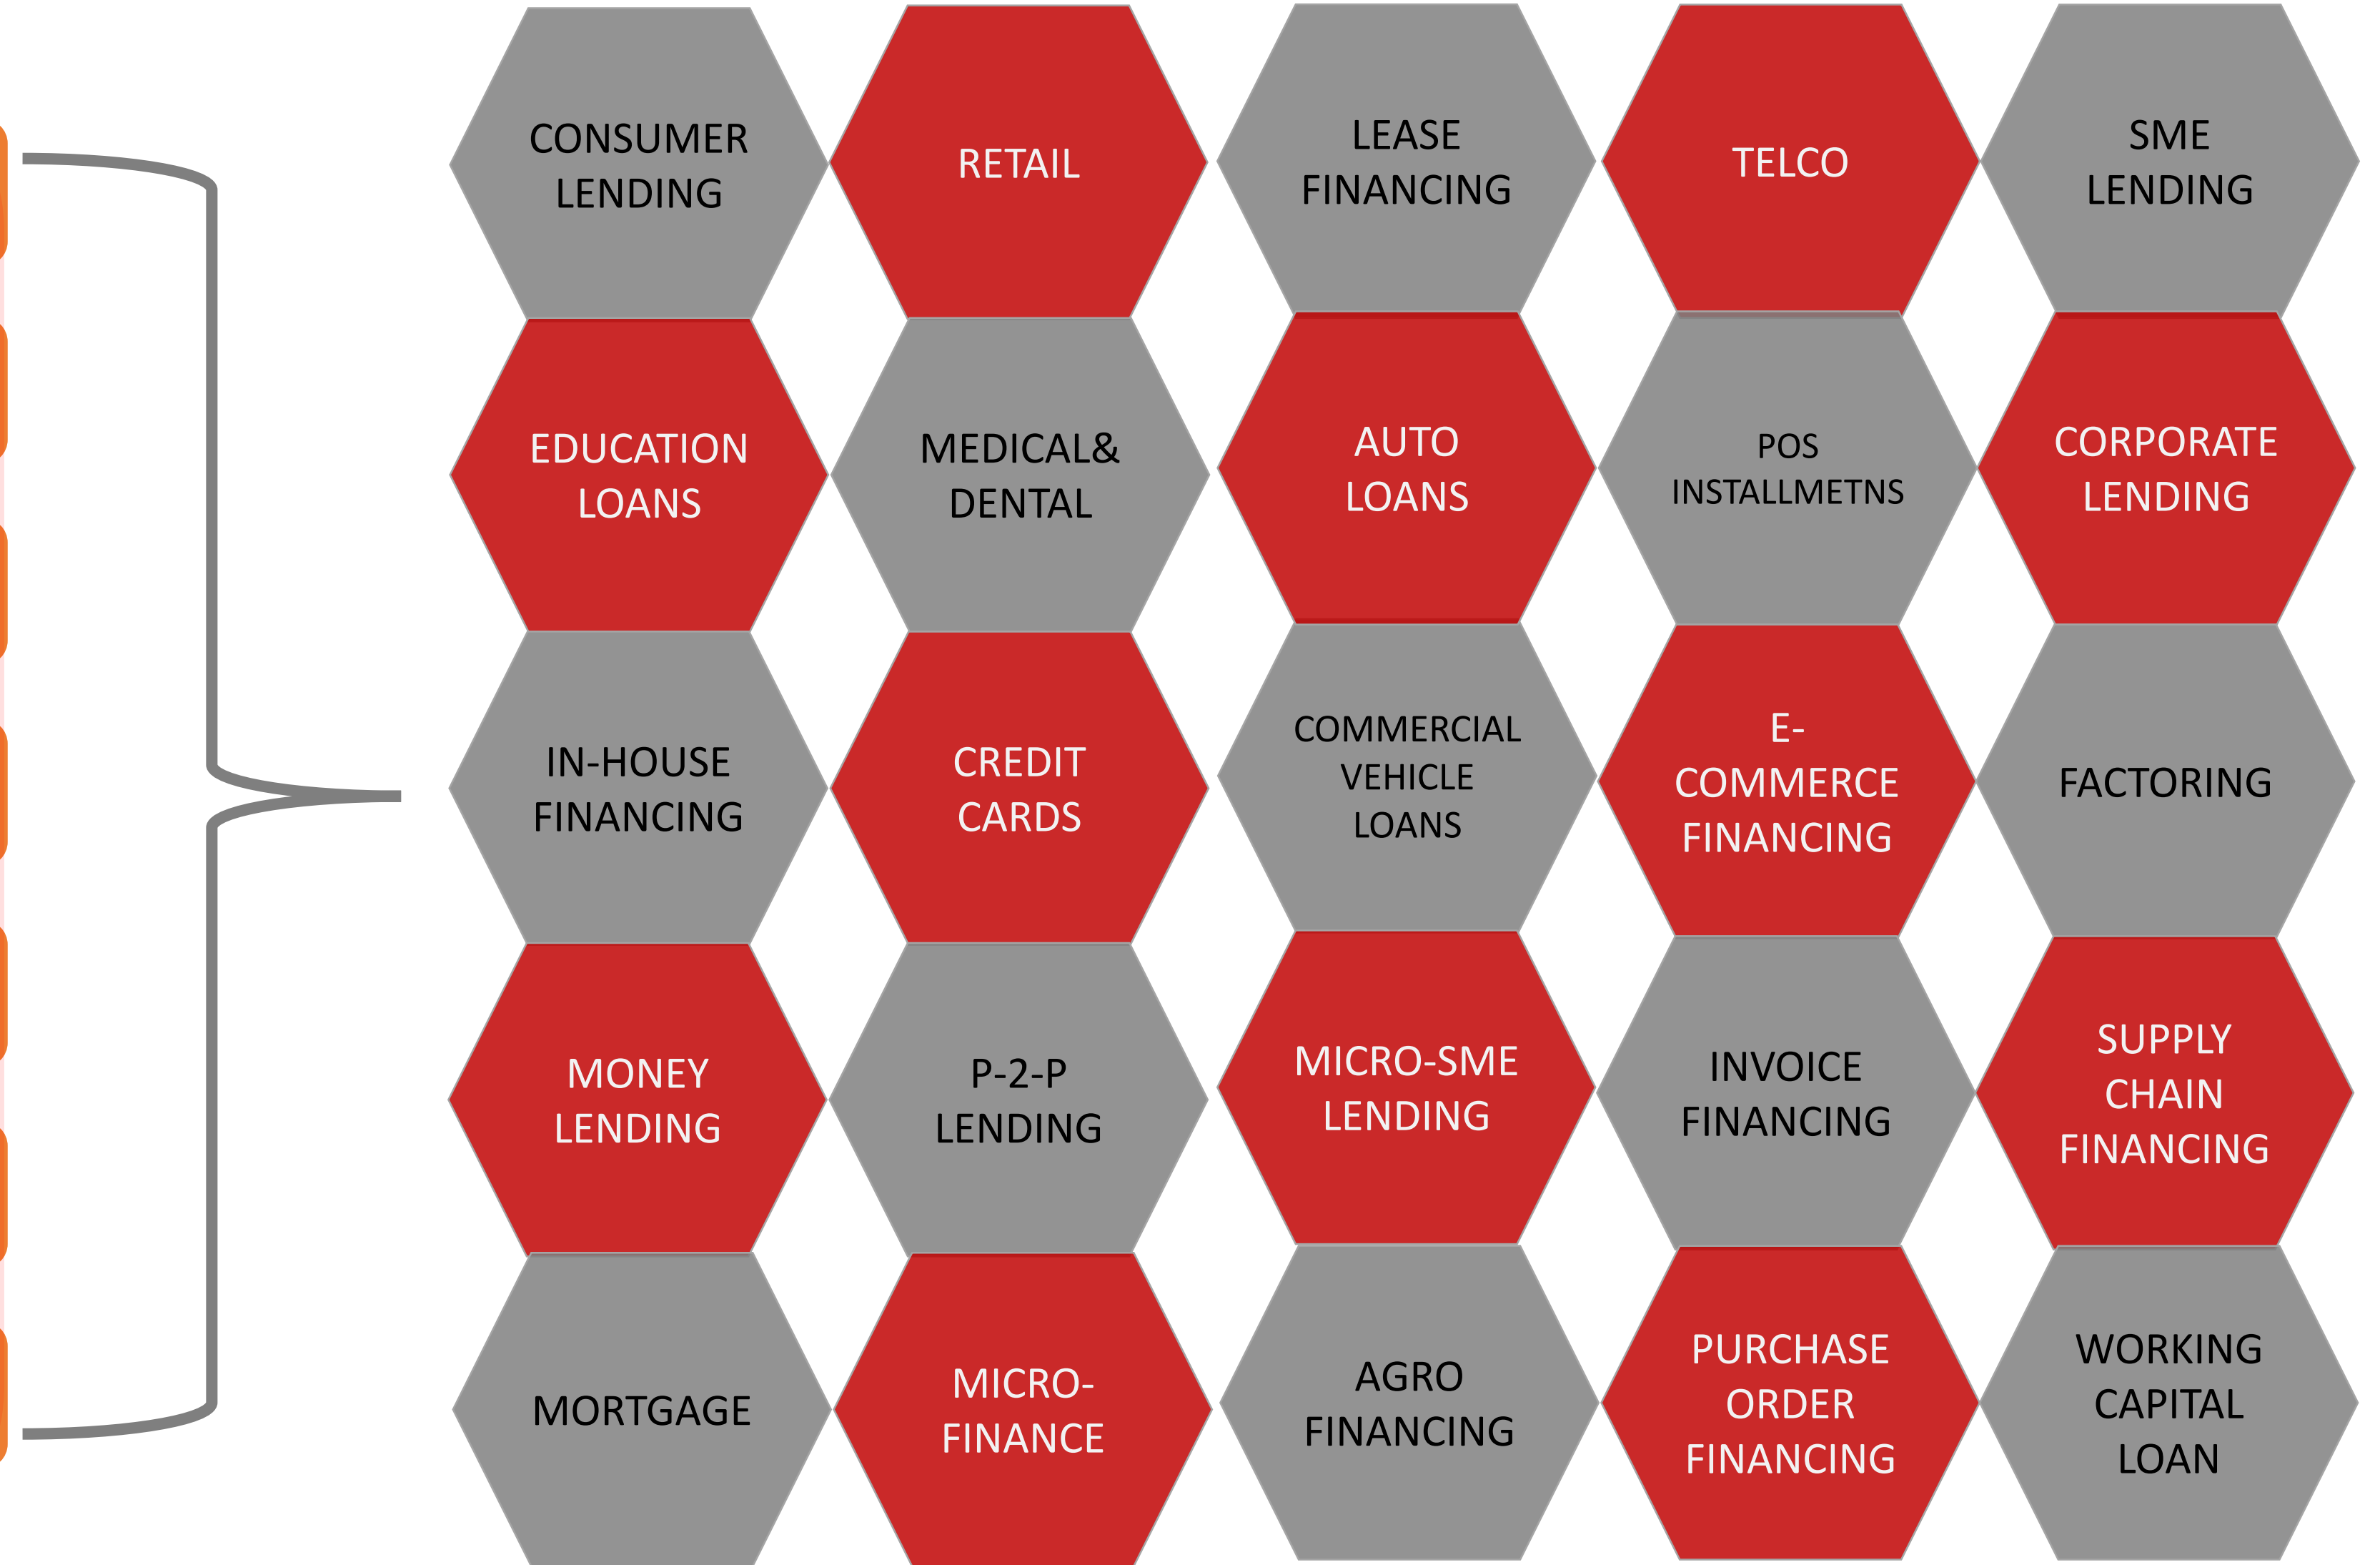 CONSUMER
LENDING
RETAIL
LEASE
FINANCING
TELCO
SME
LENDING
EDUCATION
LOANS
MEDICAL&
DENTAL
AUTO
LOANS
POS
INSTALLMETNS
CORPORATE
LENDING
IN-HOUSE
FINANCING
CREDIT
CARDS
COMMERCIAL
VEHICLE
LOANS
E-
COMMERCE
FINANCING
FACTORING
MONEY
LENDING
P-2-P
LENDING
MICRO-SME
LENDING
INVOICE
FINANCING
SUPPLY
CHAIN
FINANCING
MORTGAGE
MICRO-
FINANCE
AGRO
FINANCING
PURCHASE
ORDER
FINANCING
WORKING
CAPITAL
LOAN